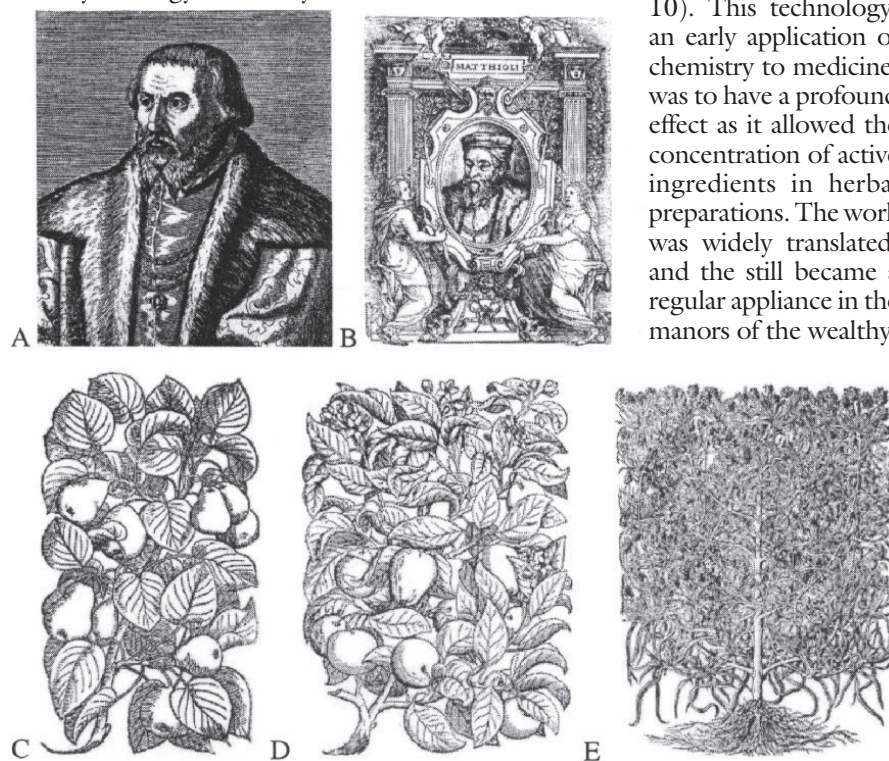 10). This technology
an early application o
chemistry to medicine
was to have a profound
effect as it allowed the
concentration of active
ingredients in herba
preparations. The work
was widely translated
and the still became a
regular appliance in the
manors of the wealthy.
MATTHIOLI
A
B
C
D
E